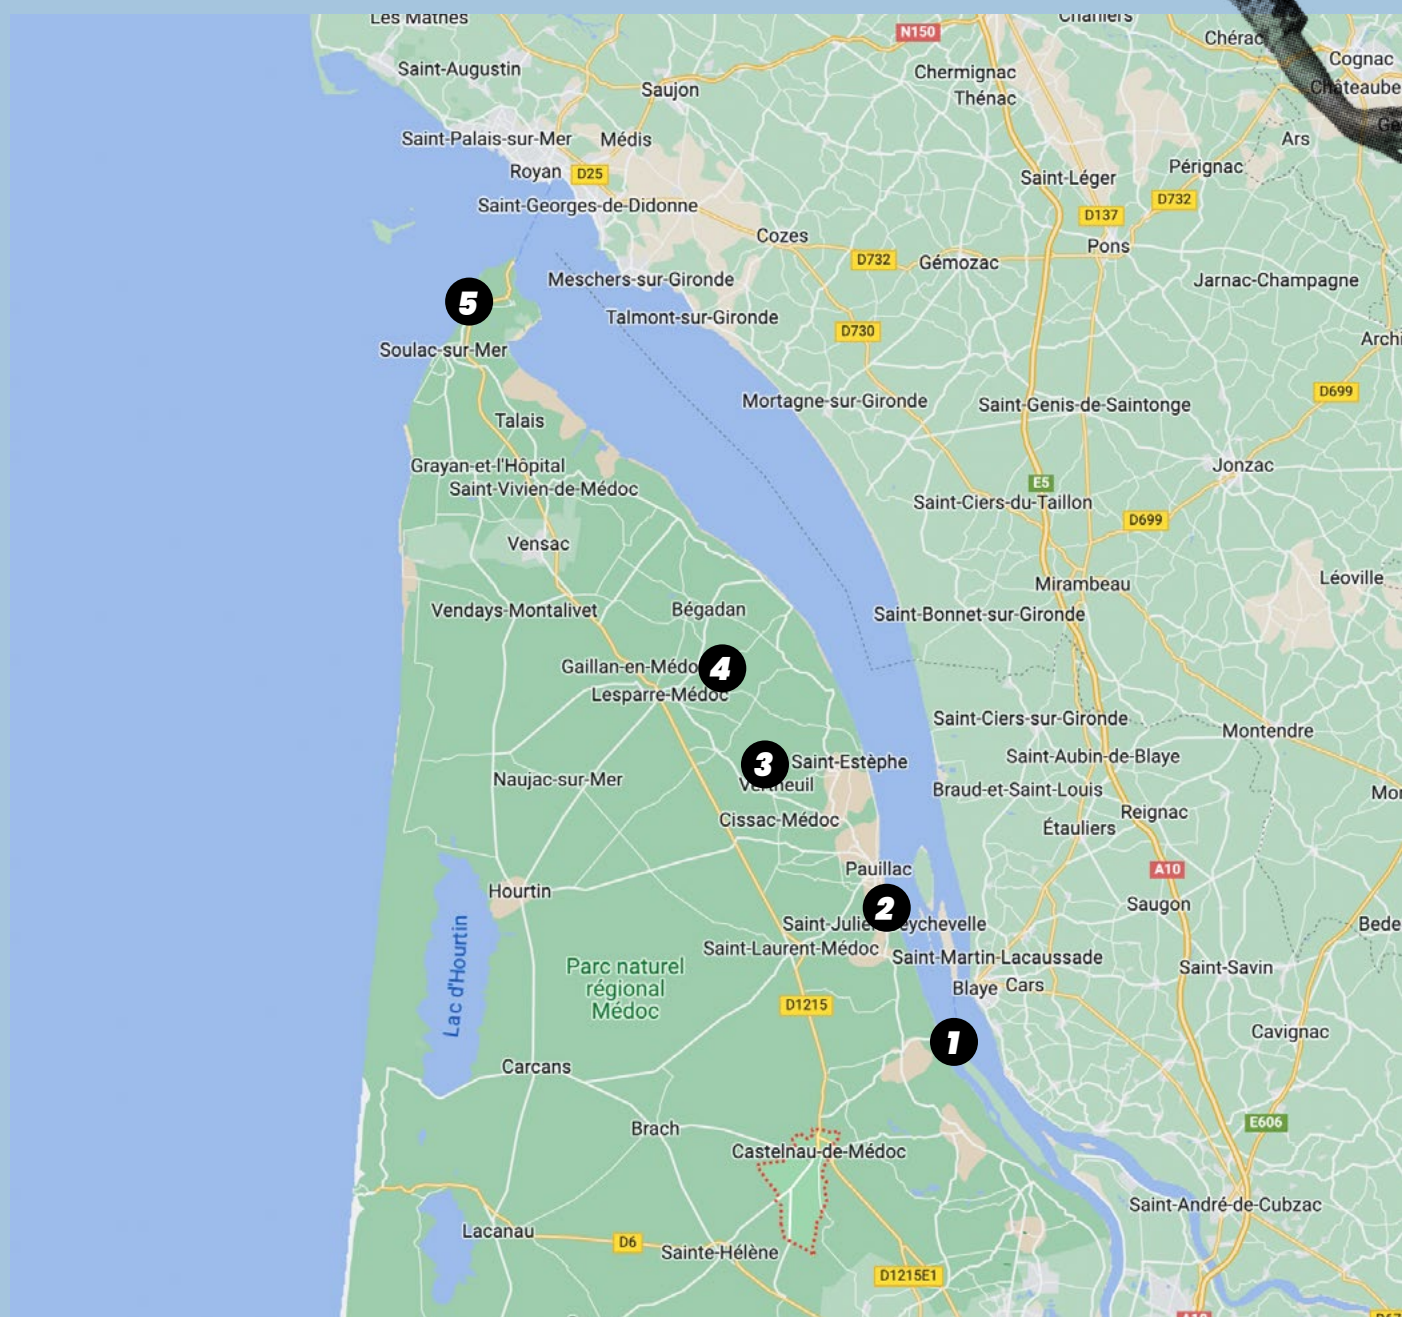 Les Mathes
Chaniers
N150
Chérac
Cognac
Saint-Augustin
Chermignac
Saujon
Thénac
Saint-Palais-sur-Mer
Médis
Ars
Royan
D25
Saint-Léger
Pérignac
Saint-Georges-de-Didonne
D137
D732
Cozes
Pons
D732
Gémozac
Meschers-sur-Gironde
Jarnac-Champagne
5
Talmont-sur-Gironde
D730
Soulac-sur-Mer
D699
Mortagne-sur-Gironde
Saint-Genis-de-Saintonge
Talais
Grayan-et-l'Hôpital
Jonzac
Saint-Vivien-de-Médoc
E5
Saint-Ciers-du-Taillon
D699
Vensac
Mirambeau
Léoville
Vendays-Montalivet
Bégadan
Saint-Bonnet-sur-Gironde
Gaillan-en-Médo
4
Lesparre-Médoc
Saint-Ciers-sur-Gironde
Montendre
3
Saint-Estèphe
Saint-Aubin-de-Blaye
Naujac-sur-Mer
Braud-et-Saint-Louis
Cissac-Médoc
Reignac
Étauliers
Pauillac
A10
Hourtin
2
Saugon
Saint-Julie
eychevelle
Saint-Laurent-Médoc
Saint-Martin-Lacaussade
Lac d'Hourtin
Parc naturel
régional
Médoc
Saint-Savin
Blaye
Cars
D1215
1
Cavignac
Carcans
Brach
E606
Castelnau-de-Médoc
Saint-André-de-Cubzac
Lacanau
D6
Sainte-Hélène
D1215E1